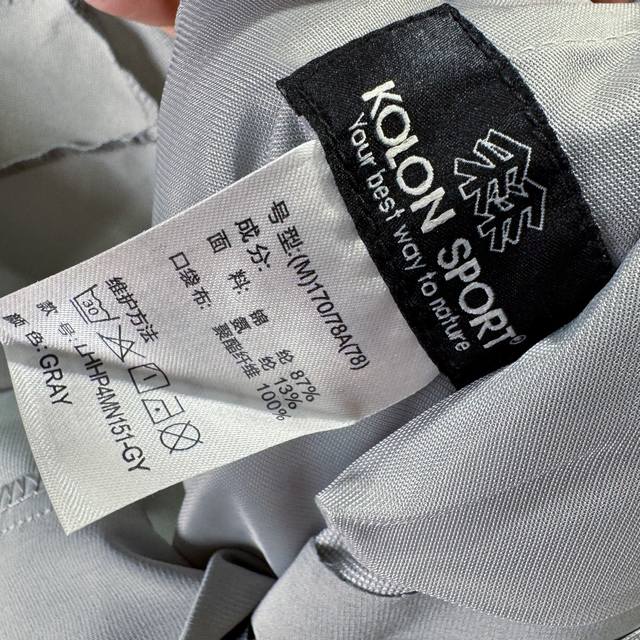 KOLON SPORT®
Your best way to nature
号型:(M)170/78A(78)
成分:
面 料: 锦 纶 87%
氨 纶 13%
口袋布: 聚酯纤维 100%
维护方法
30
款 号: LHHP4MN151-GY
颜色: GRAY